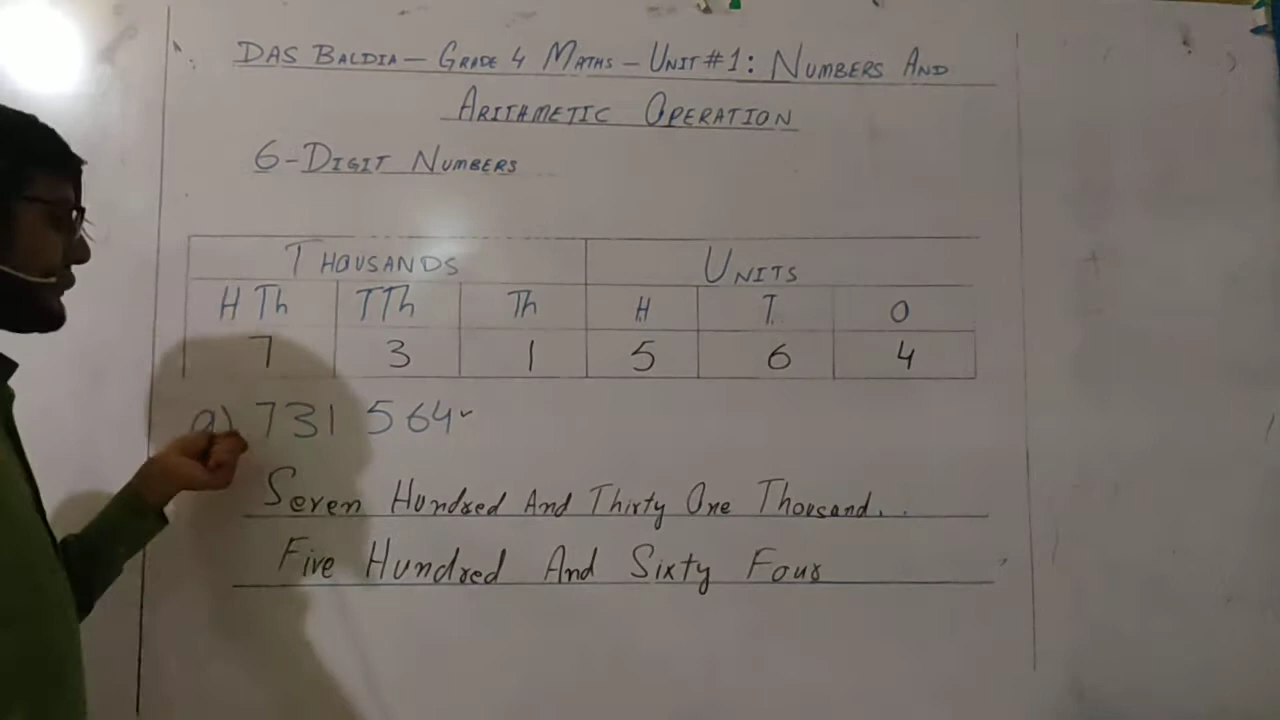 DAS BALDIA – GRADE 4 MATHS – UNIT #1: NUMBERS AND
ARITHMETIC OPERATION
6-DIGIT NUMBERS
THOUSANDS UNITS
H Th TTh Th H T. O
7 3 1 5 6 4
a) 731 564
Seven Hundred And Thirty One Thousand..
Five Hundred And Sixty Four